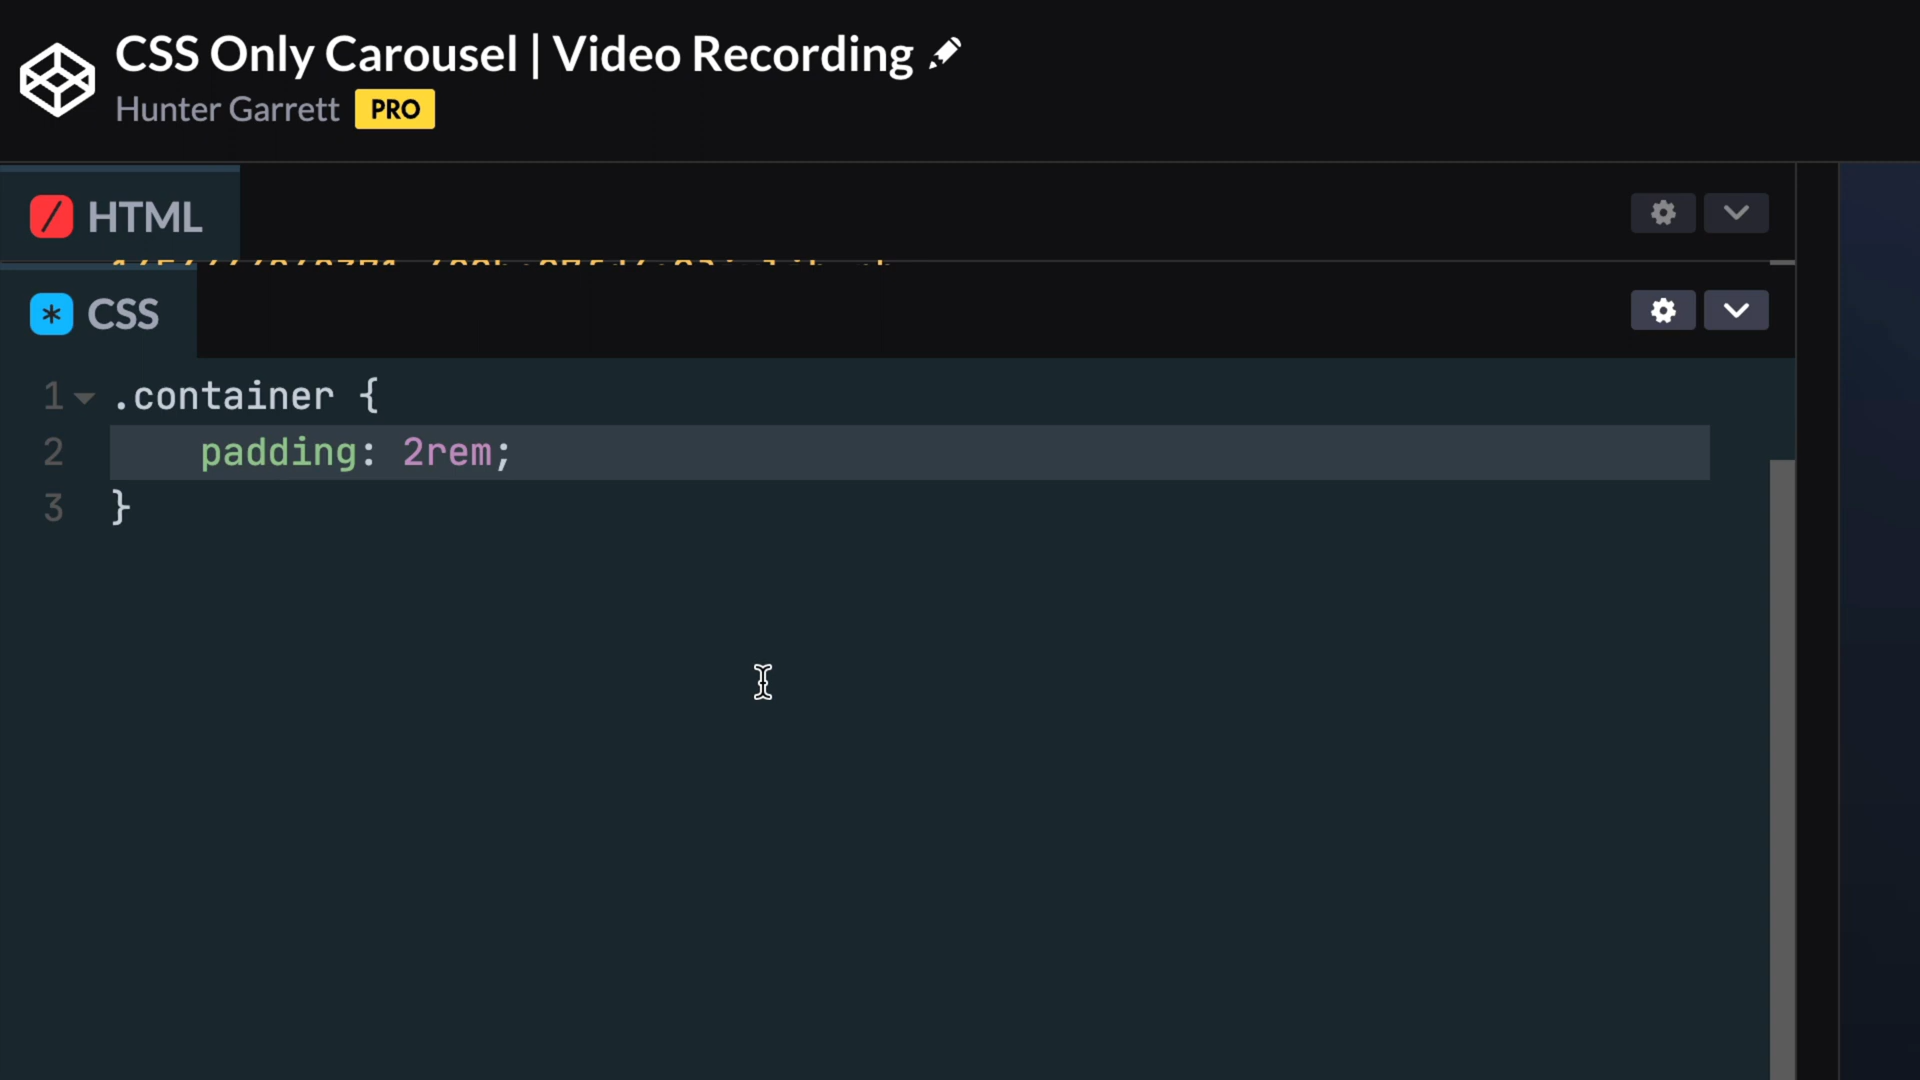 CSS Only Carousel | Video Recording
Hunter Garrett PRO
HTML
CSS
1 .container {
2 padding: 2rem;
3 }